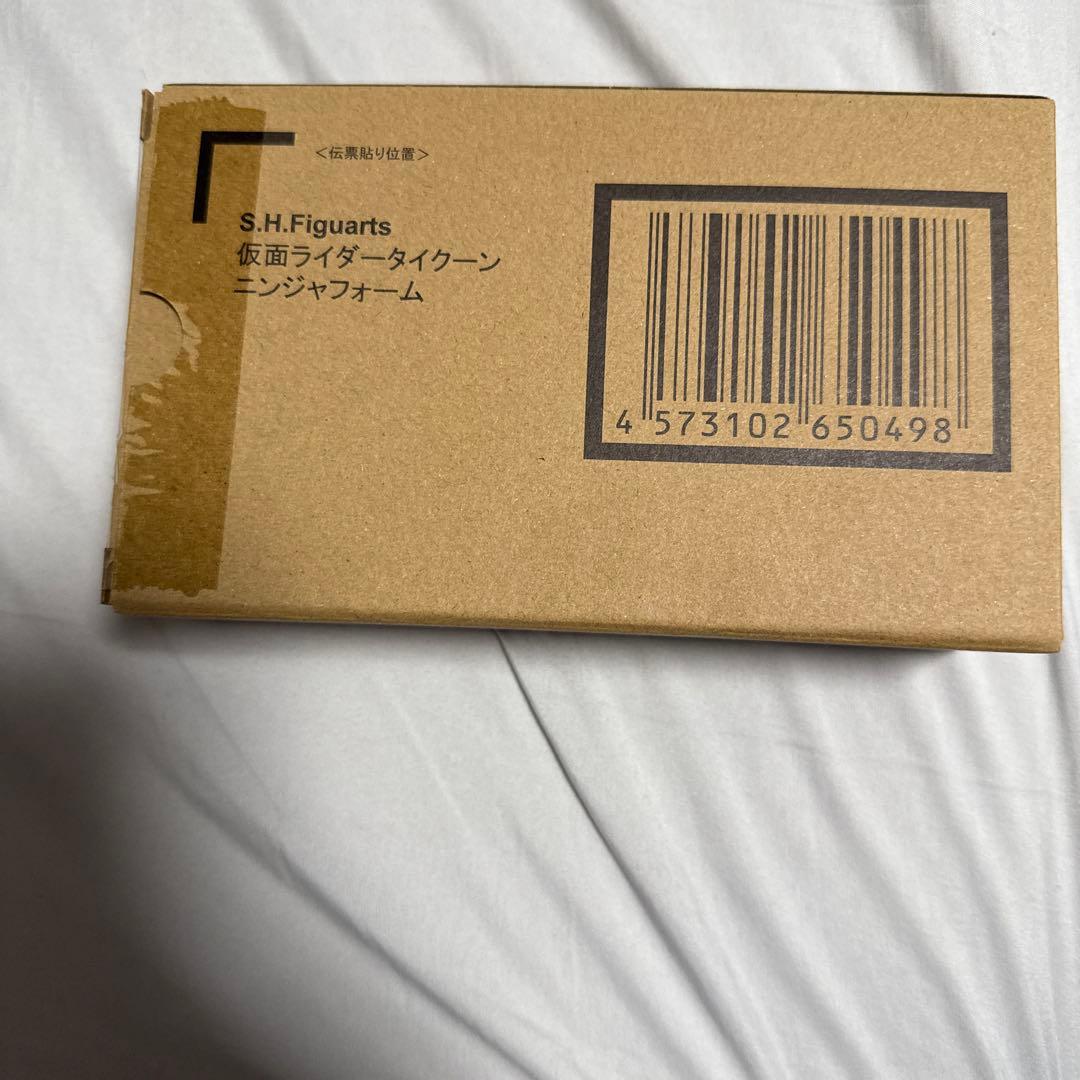 ＜伝票貼り位置＞
S.H.Figuarts
仮面ライダータイクーン
ニンジャフォーム
4 573102 650498